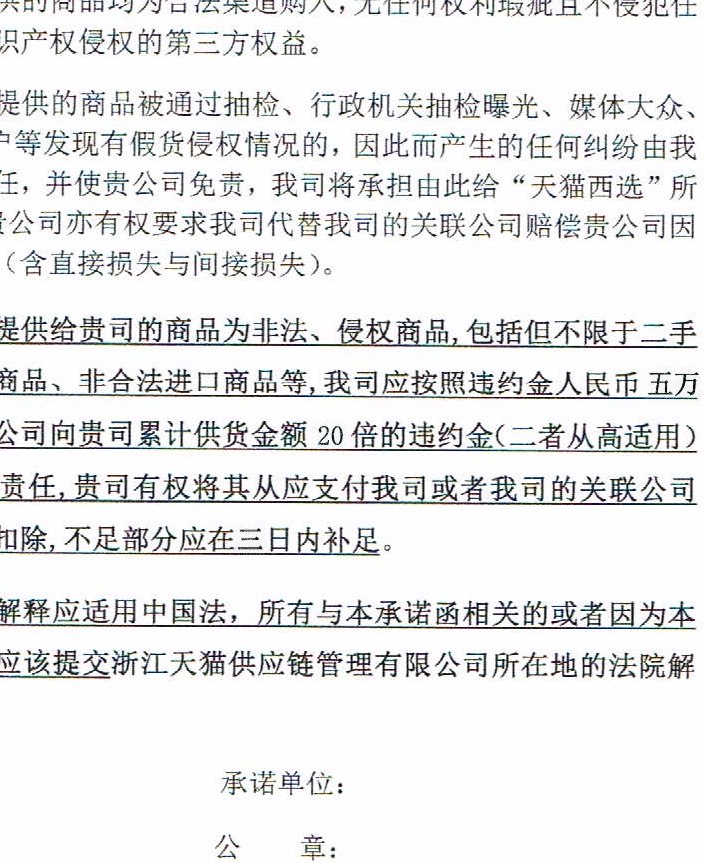 供的商品均为合法渠道购入,无任何权利瑕疵且不侵犯任
识产权侵权的第三方权益。
提供的商品被通过抽检、行政机关抽检曝光、媒体大众、
户等发现有假货侵权情况的，因此而产生的任何纠纷由我
任，并使贵公司免责，我司将承担由此给“天猫西选”所
贵公司亦有权要求我司代替我司的关联公司赔偿贵公司因
（含直接损失与间接损失）。
提供给贵司的商品为非法、侵权商品,包括但不限于二手
商品、非合法进口商品等,我司应按照违约金人民币 五万
公司向贵司累计供货金额 20 倍的违约金(二者从高适用)
责任,贵司有权将其从应支付我司或者我司的关联公司
扣除,不足部分应在三日内补足。
解释应适用中国法，所有与本承诺函相关的或者因为本
应该提交浙江天猫供应链管理有限公司所在地的法院解
承诺单位：
公 章：